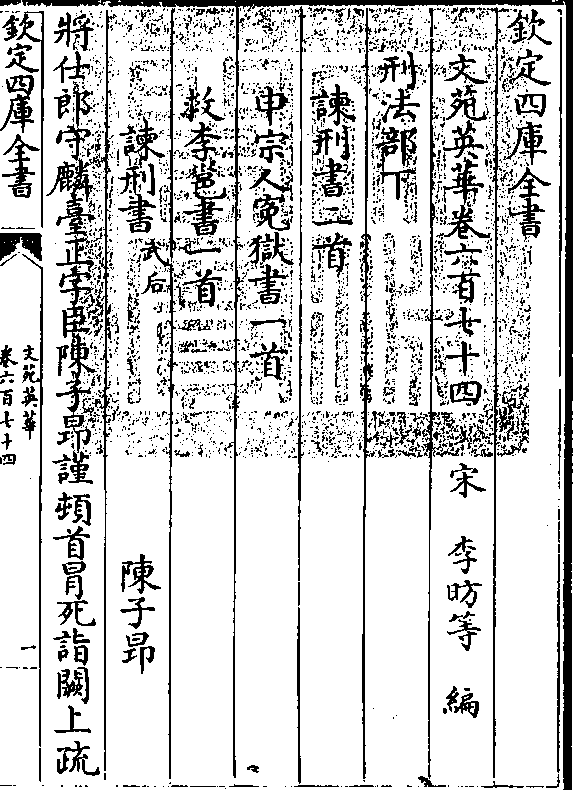 欽定四庫全書
文苑英華卷六百七十四
宋 李昉等 編
刑法部下
諫刑書二首
申宗人冤獄書一首
救李邕書一首
諫刑書武后 陳子昂
將仕郎守麟臺正字臣陳子昂謹頓首冒死詣闕上疏
欽定四庫全書
文苑英華
卷六百七十四
一